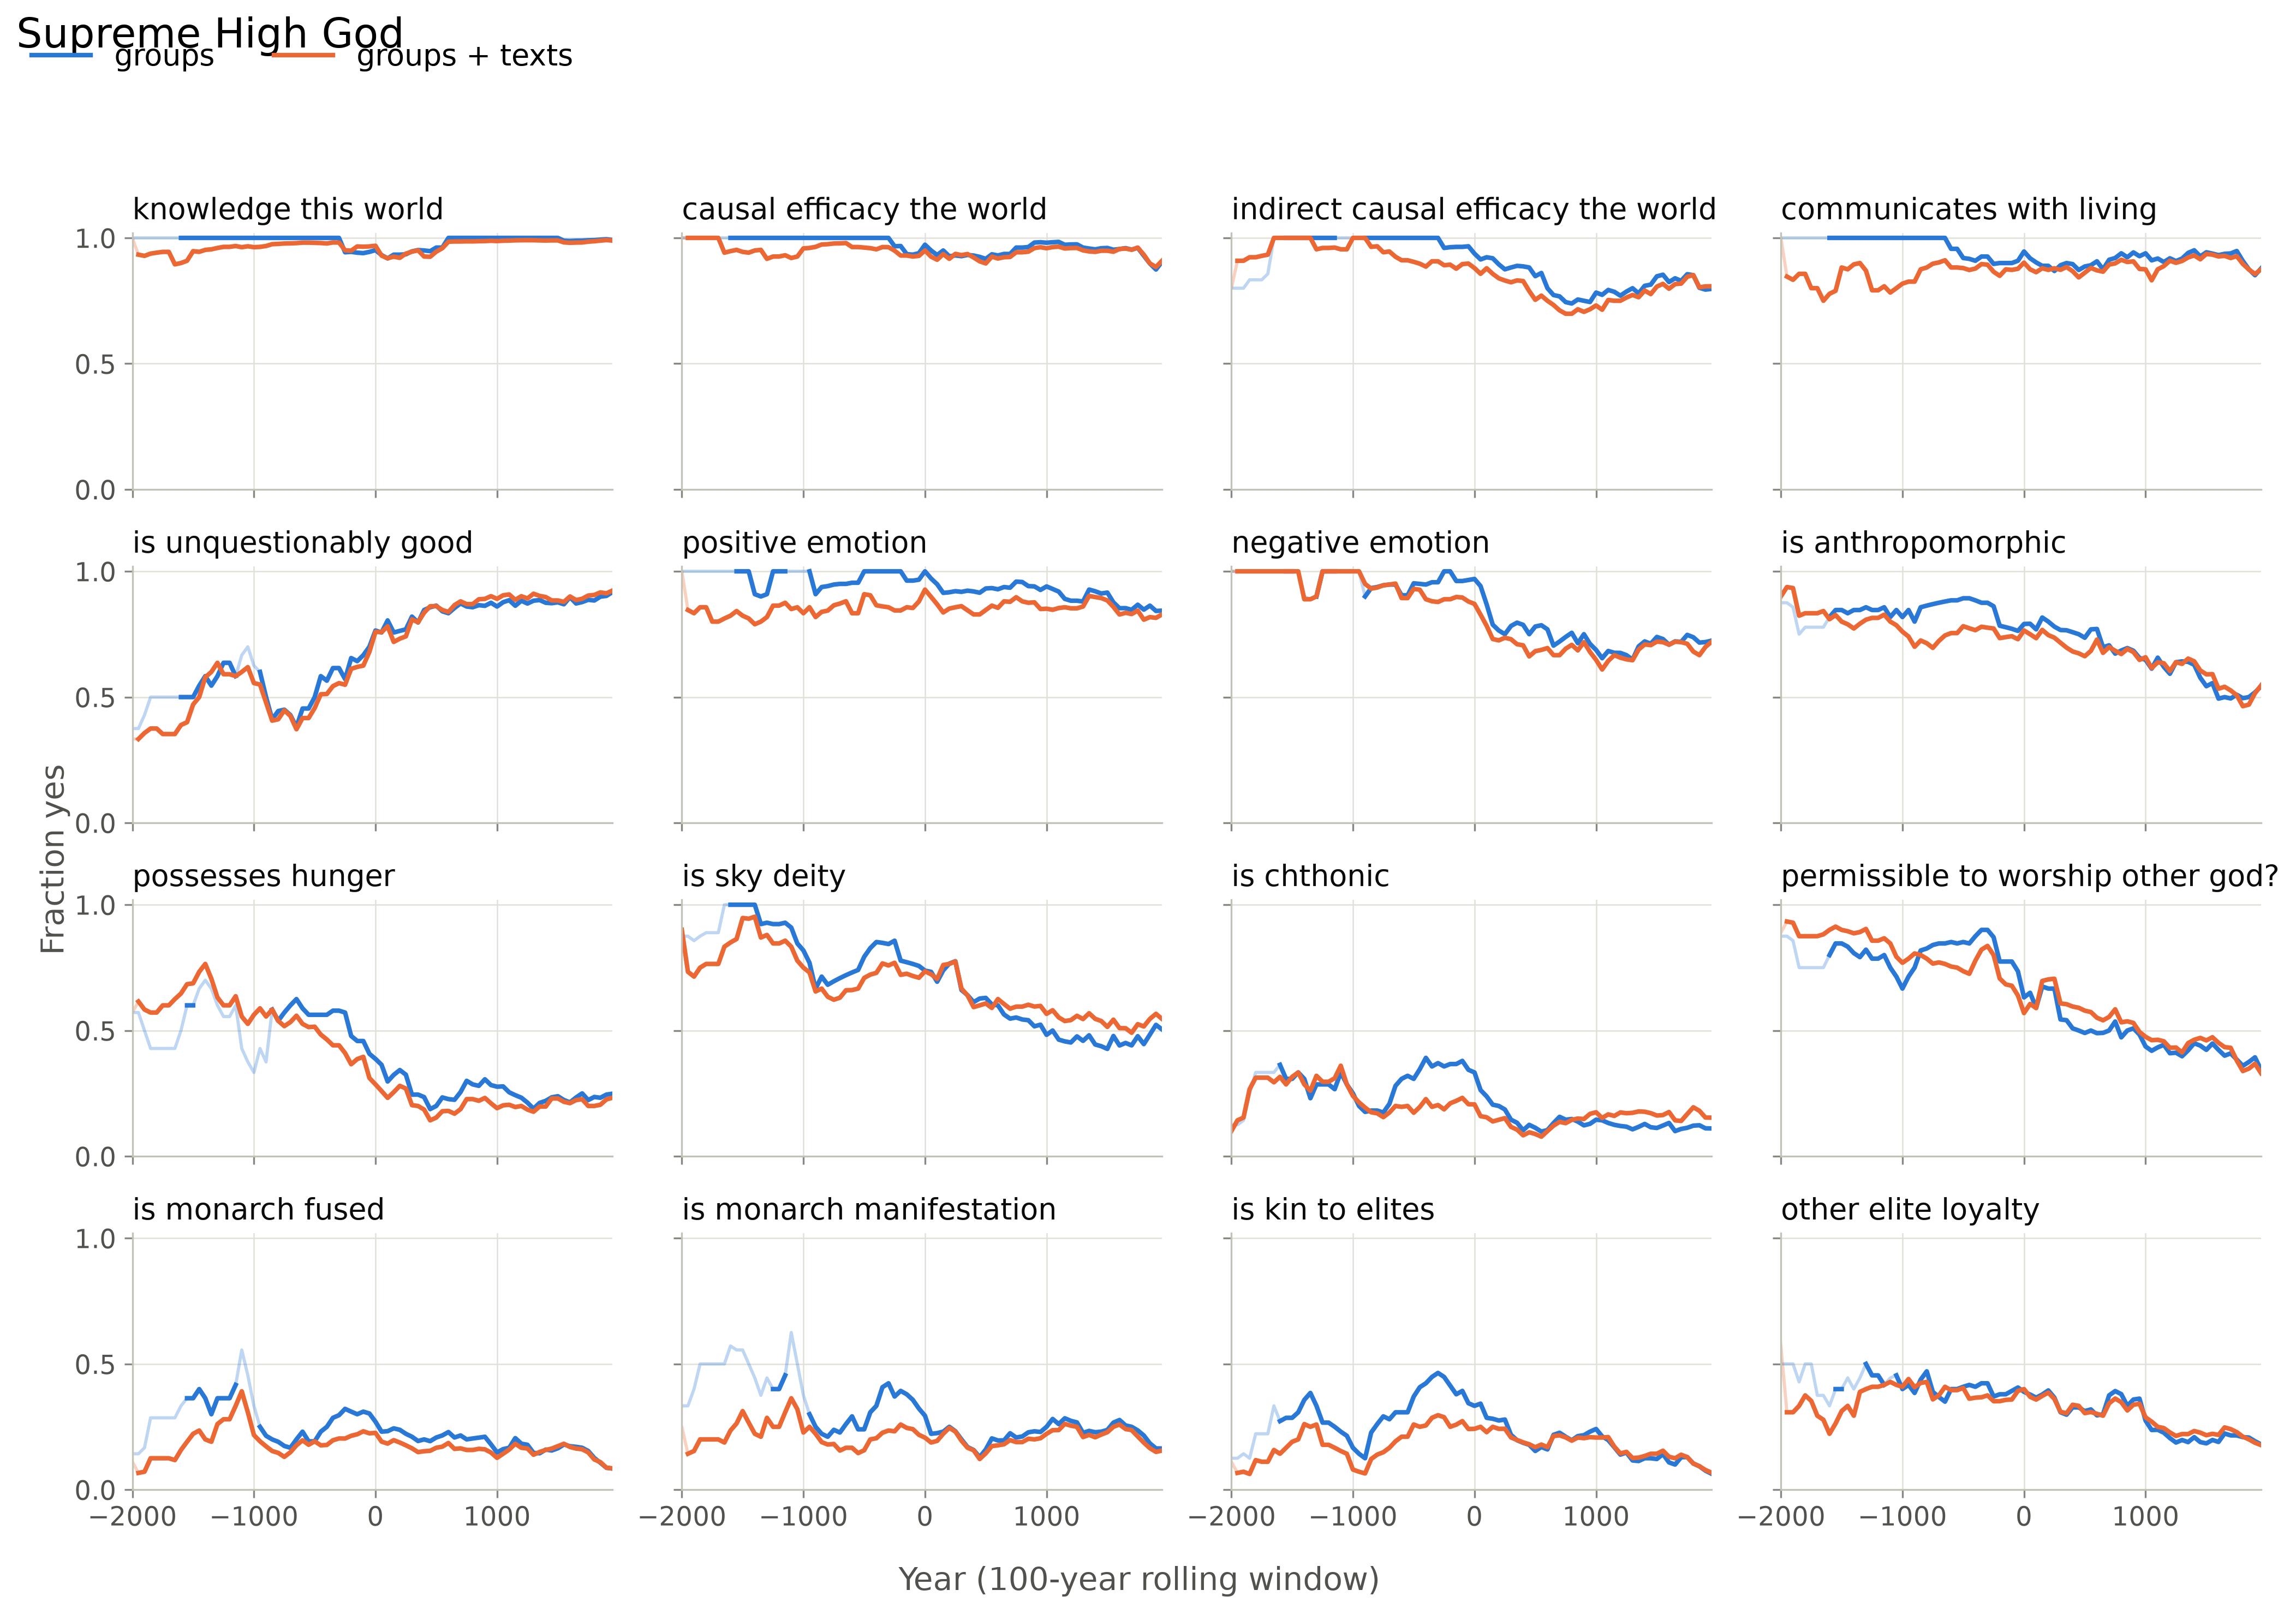 Supreme High God
groups groups + texts
knowledge this world causal efficacy the world indirect causal efficacy the world communicates with living
1.0
0.5
0.0
is unquestionably good positive emotion negative emotion is anthropomorphic
1.0
0.5
0.0
Fraction yes
possesses hunger is sky deity is chthonic permissible to worship other god?
1.0
0.5
0.0
is monarch fused is monarch manifestation is kin to elites other elite loyalty
1.0
0.5
0.0
−2000 −1000 0 1000 −2000 −1000 0 1000 −2000 −1000 0 1000 −2000 −1000 0 1000
Year (100-year rolling window)